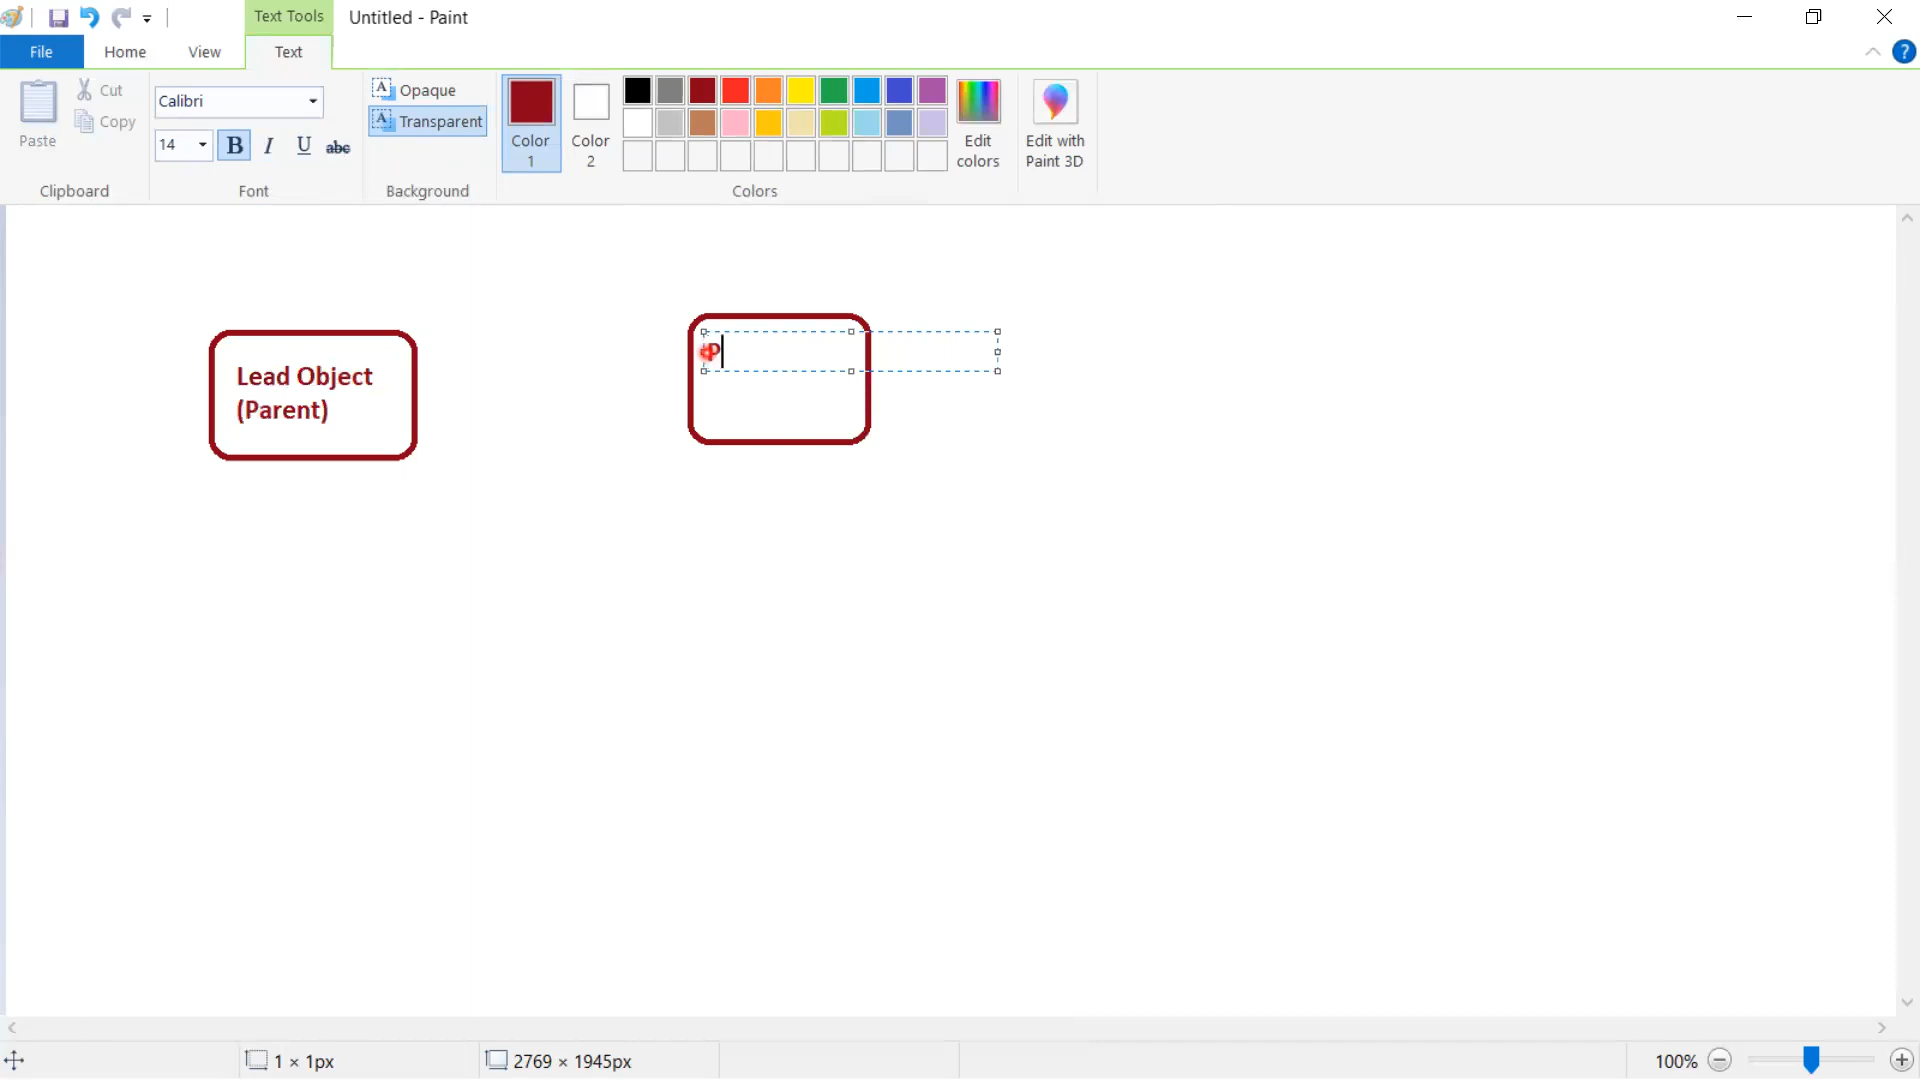 Text Tools Untitled - Paint
File Home View Text ?
Paste Cut Copy Clipboard
Calibri
14 B I U abc
Font
Opaque
Transparent
Background
Color 1
Color 2
Colors
Edit colors
Edit with Paint 3D
Lead Object
(Parent)
P
1 × 1px
2769 × 1945px
100%